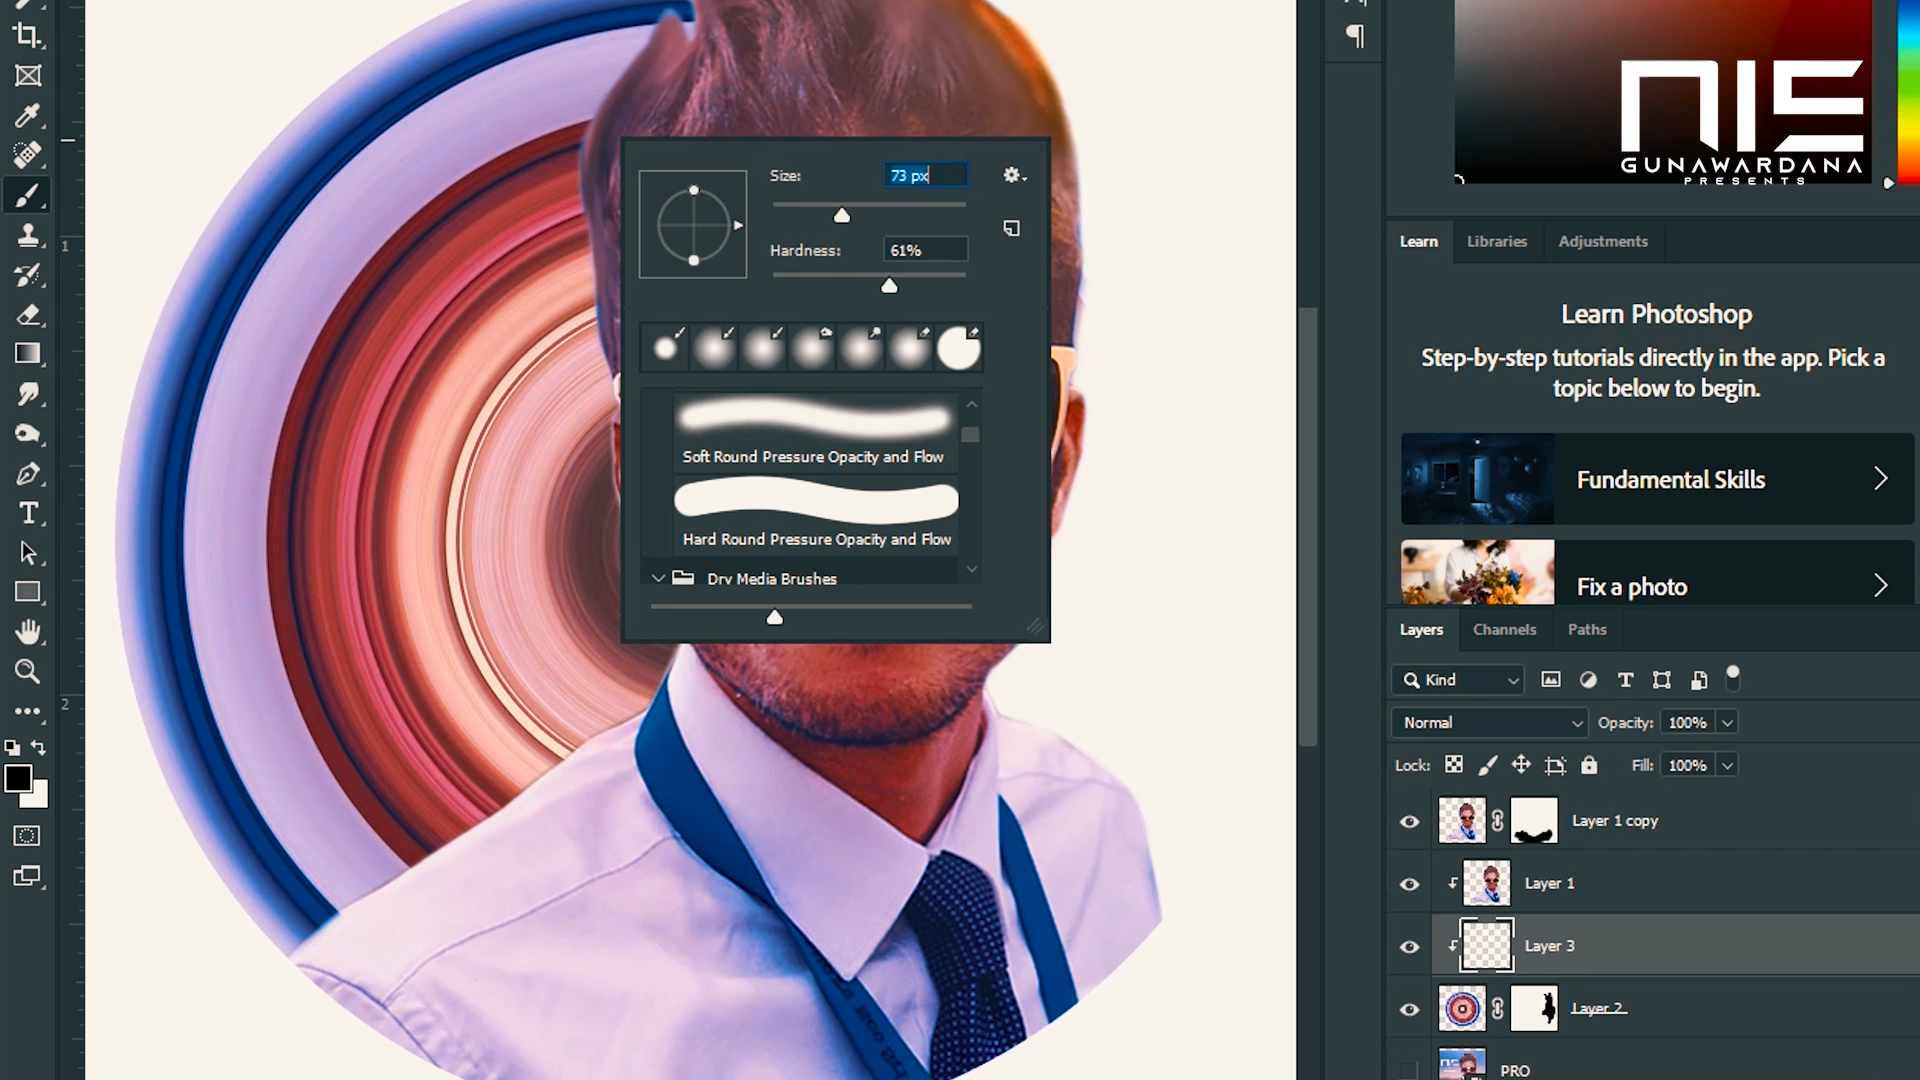 NIE
GUNAWARDANA
PRESENTS
Size:
73 px
Hardness:
61%
Soft Round Pressure Opacity and Flow
Hard Round Pressure Opacity and Flow
Dry Media Brushes
1
2
T
Learn
Libraries
Adjustments
Learn Photoshop
Step-by-step tutorials directly in the app. Pick a
topic below to begin.
Fundamental Skills
Fix a photo
Layers
Channels
Paths
Kind
T
Normal
Opacity:
100%
Lock:
Fill:
100%
Layer 1 copy
Layer 1
Layer 3
Layer 2
PRO